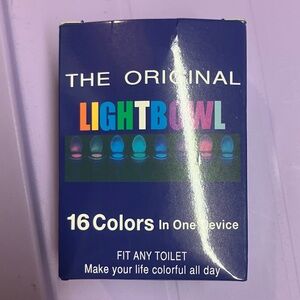 THE ORIGINAL
LIGHTBOWL
16 Colors In One Device
FIT ANY TOILET
Make your life colorful all day